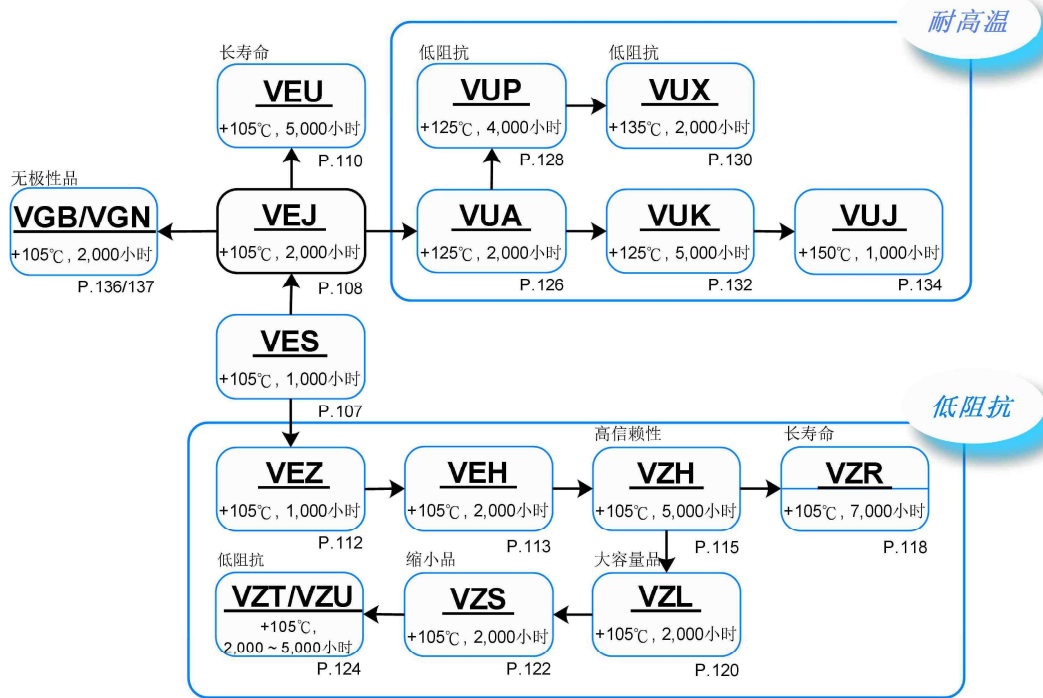 耐高温
长寿命
VEU
+105℃, 5,000小时
P.110
低阻抗
VUP
+125℃, 4,000小时
P.128
低阻抗
VUX
+135℃, 2,000小时
P.130
无极性品
VGB/VGN
+105℃, 2,000小时
P.136/137
VEJ
+105℃, 2,000小时
P.108
VUA
+125℃, 2,000小时
P.126
VUK
+125℃, 5,000小时
P.132
VUJ
+150℃, 1,000小时
P.134
VES
+105℃, 1,000小时
P.107
低阻抗
VEZ
+105℃, 1,000小时
P.112
VEH
+105℃, 2,000小时
P.113
高信赖性
VZH
+105℃, 5,000小时
P.115
长寿命
VZR
+105℃, 7,000小时
P.118
低阻抗
VZT/VZU
+105℃,
2,000～5,000小时
P.124
缩小品
VZS
+105℃, 2,000小时
P.122
大容量品
VZL
+105℃, 2,000小时
P.120